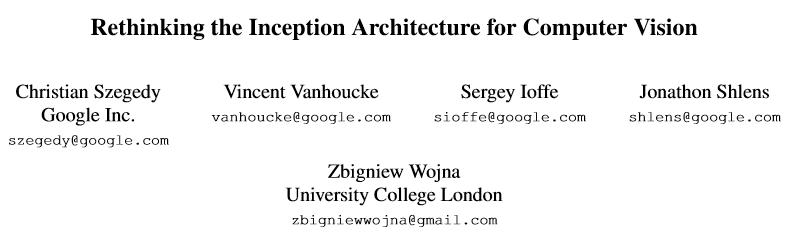 Rethinking the Inception Architecture for Computer Vision
Christian Szegedy
Google Inc.
szegedy@google.com
Vincent Vanhoucke
vanhoucke@google.com
Sergey Ioffe
sioffe@google.com
Jonathon Shlens
shlens@google.com
Zbigniew Wojna
University College London
zbigniewwojna@gmail.com